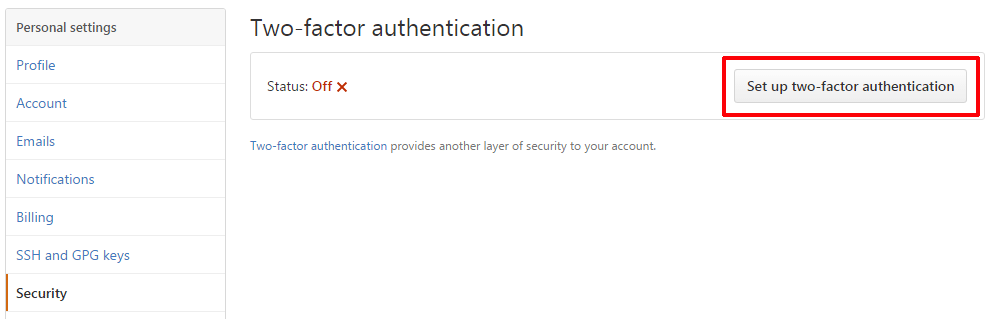 Personal settings
Profile
Account
Emails
Notifications
Billing
SSH and GPG keys
Security
Two-factor authentication
Status: Off ✕
Set up two-factor authentication
Two-factor authentication provides another layer of security to your account.